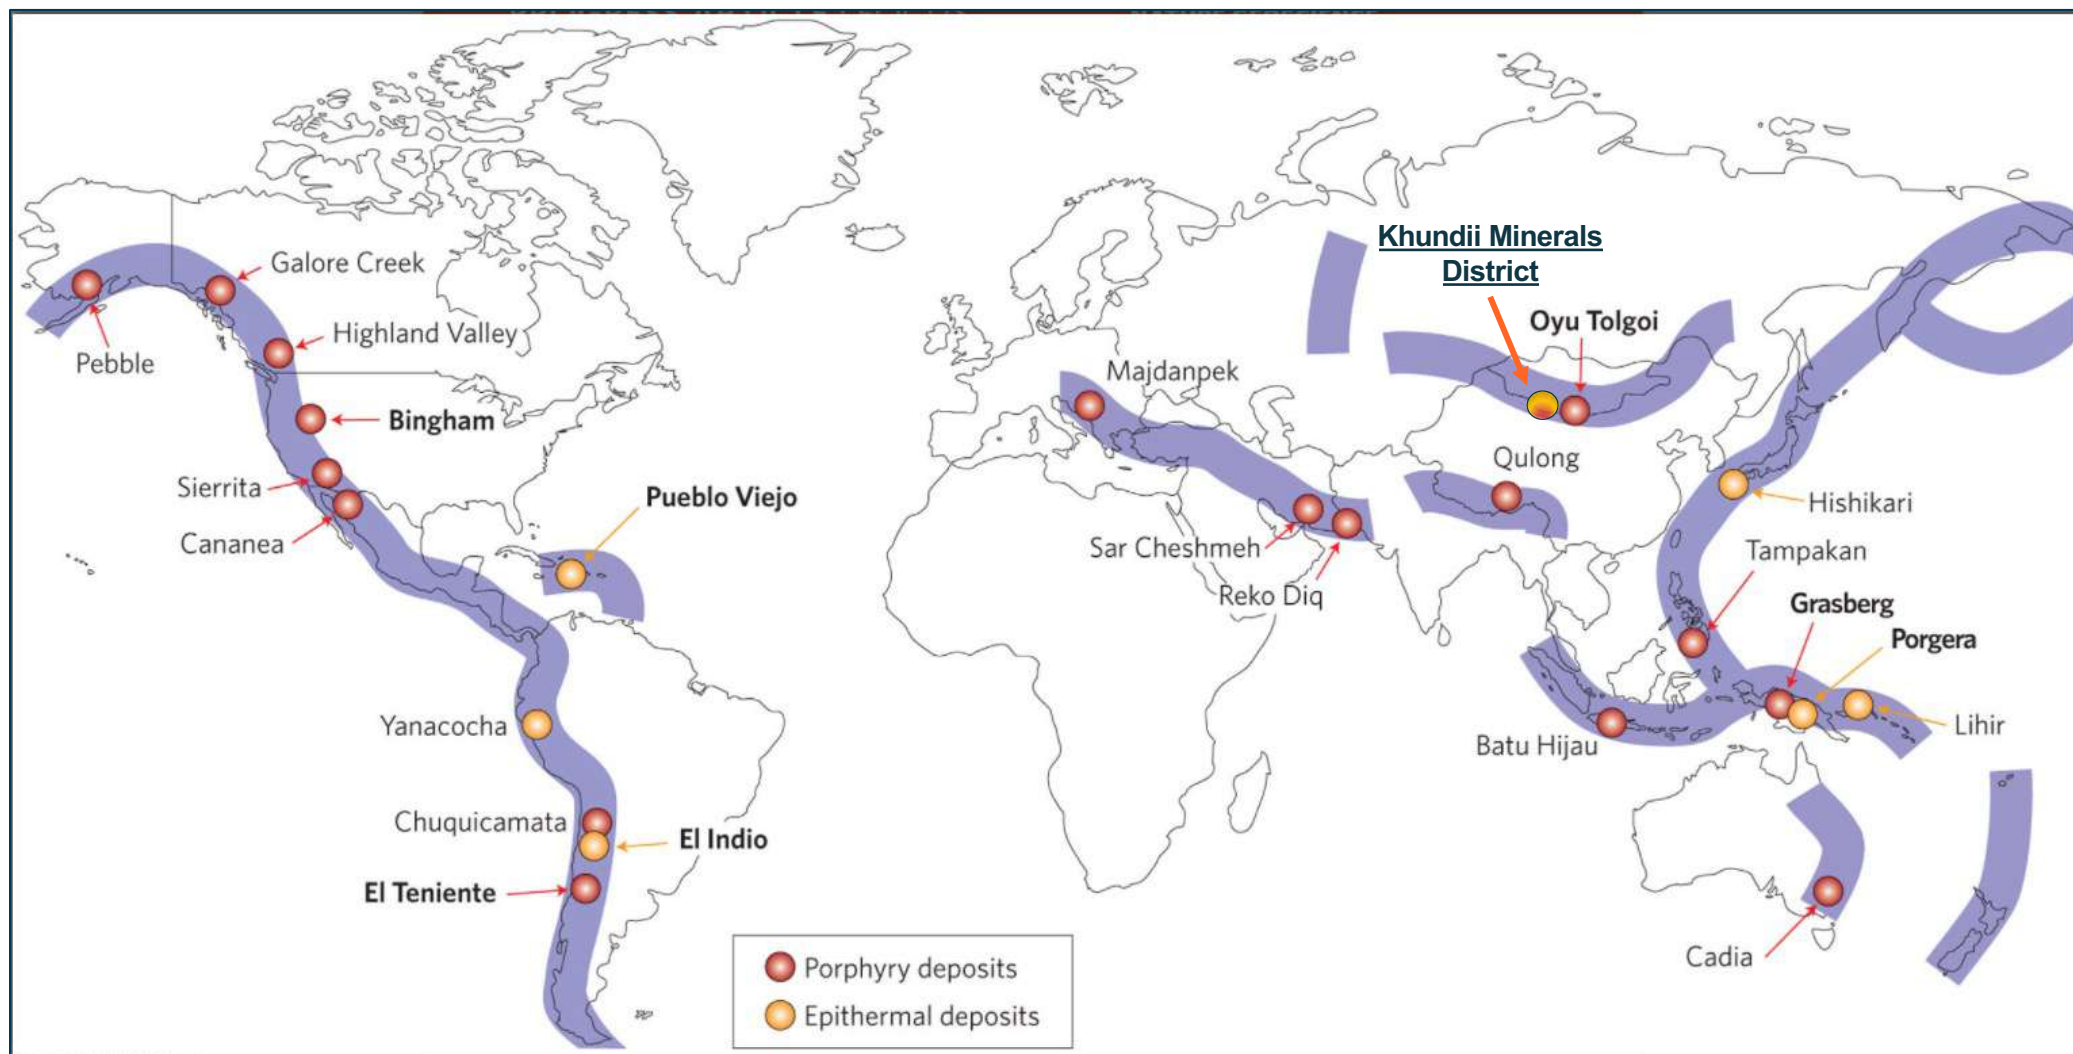 Khundii Minerals
District
Galore Creek
Oyu Tolgoi
Highland Valley
Pebble
Majdanpek
Bingham
Qulong
Sierrita
Pueblo Viejo
Hishikari
Cananea
Sar Cheshmeh
Tampakan
Reko Diq
Grasberg
Porgera
Yanacocha
Lihir
Batu Hijau
Chuquicamata
El Indio
El Teniente
Cadia
Porphyry deposits
Epithermal deposits